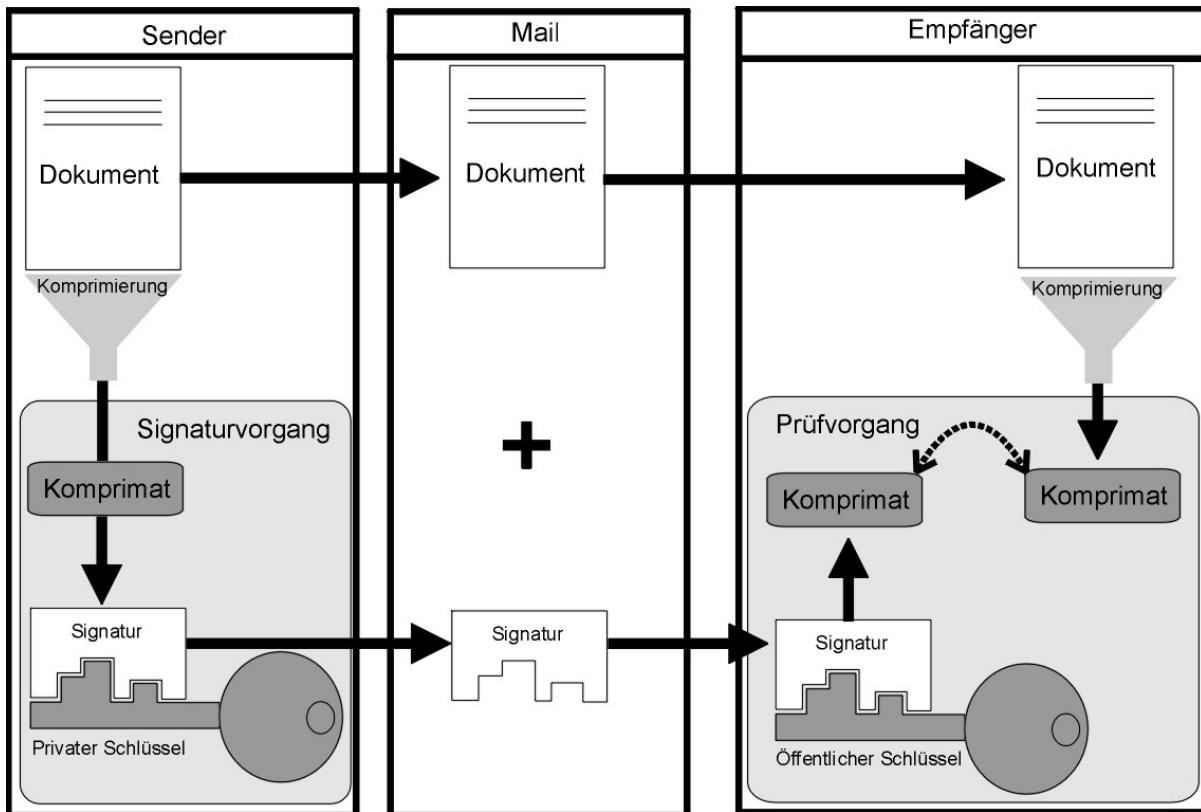 Sender
Mail
Empfänger
Dokument
Dokument
Dokument
Komprimierung
Komprimierung
Signaturvorgang
Prüfvorgang
Komprimat
Komprimat
Komprimat
Signatur
Signatur
Signatur
Privater Schlüssel
Öffentlicher Schlüssel